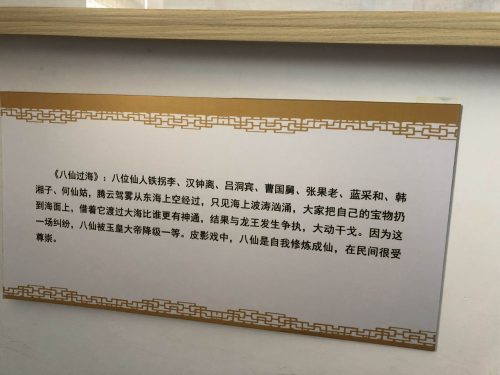 《八仙过海》：八位仙人铁拐李、汉钟离、吕洞宾、曹国舅、张果老、蓝采和、韩
湘子、何仙姑，腾云驾雾从东海上空经过，只见海上波涛汹涌，大家把自己的宝物扔
到海面上，借着它渡过大海比谁更有神通，结果与龙王发生争执，大动干戈。因为这
一场纠纷，八仙被玉皇大帝降级一等。皮影戏中，八仙是自我修炼成仙，在民间很受
尊崇。